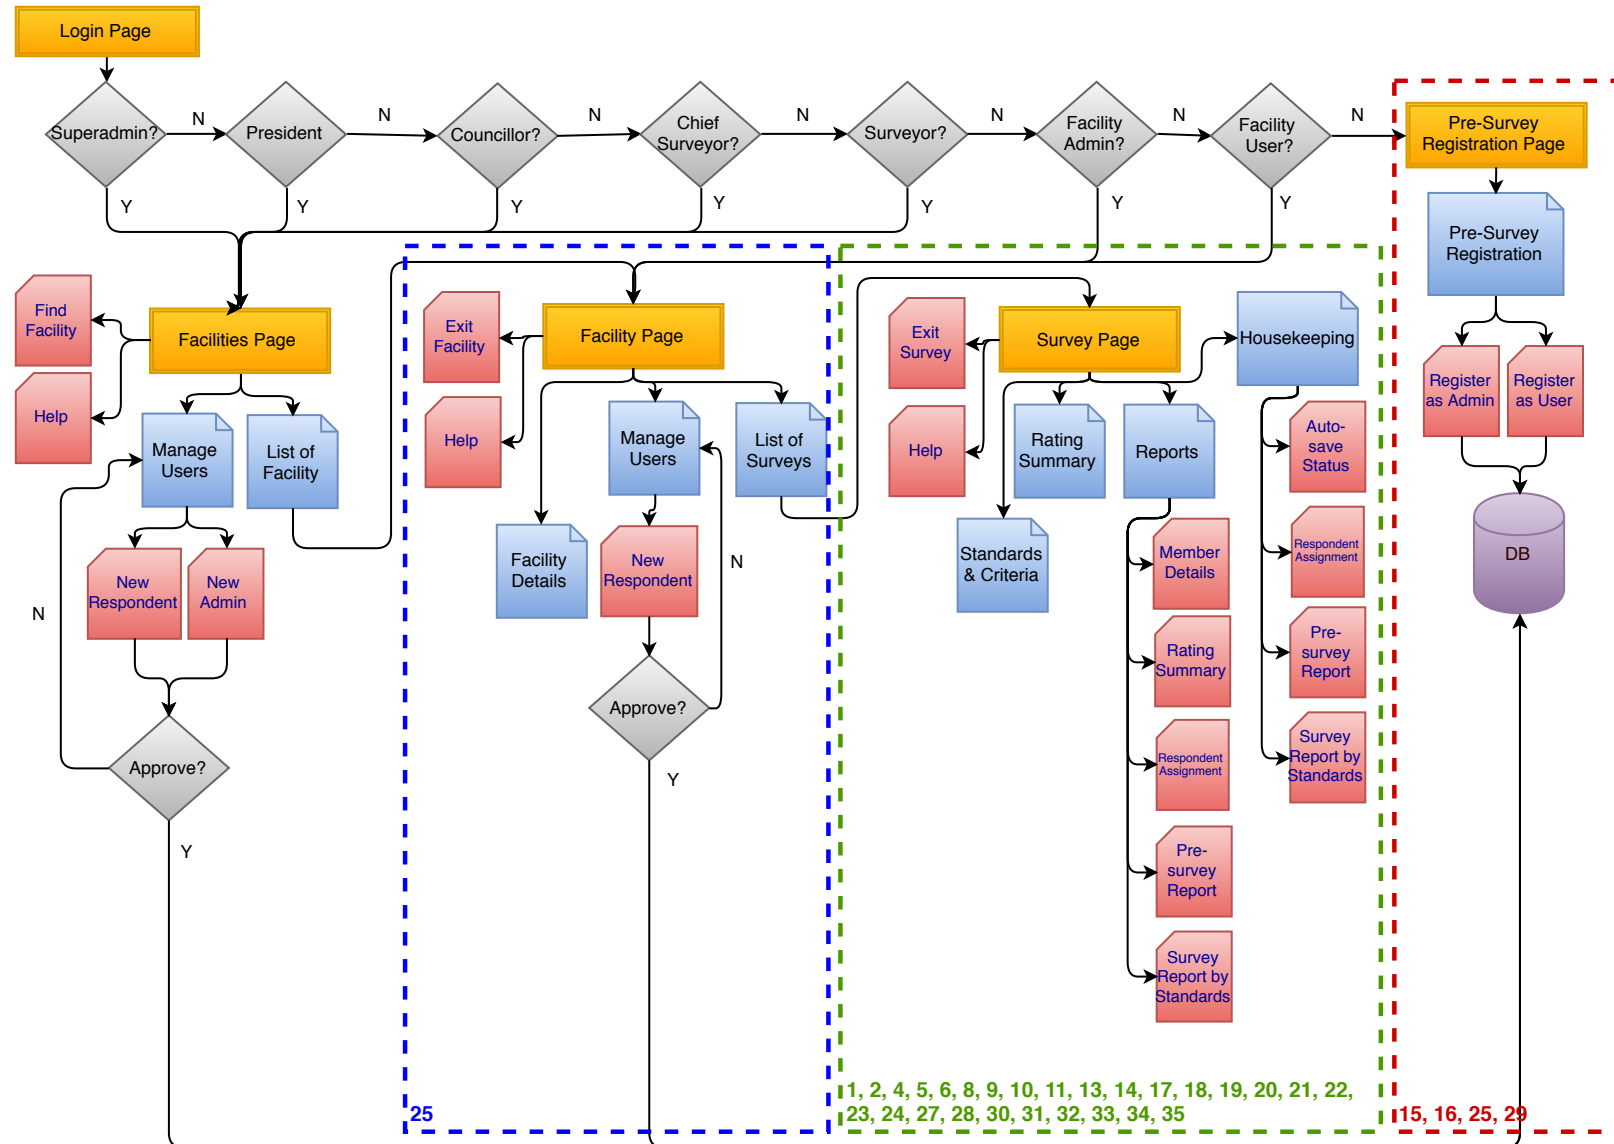 Login Page
Superadmin?
N
President
N
Councillor?
N
Chief
Surveyor?
N
Surveyor?
N
Facility
Admin?
N
Facility
User?
N
Pre-Survey
Registration Page
Y
Y
Y
Y
Y
Y
Y
Pre-Survey
Registration
Find
Facility
Help
Facilities Page
Manage
Users
List of
Facility
New
Respondent
New
Admin
N
Approve?
Y
Exit
Facility
Help
Facility Page
Manage
Users
List of
Surveys
Facility
Details
New
Respondent
N
Approve?
Y
25
Exit
Survey
Help
Survey Page
Housekeeping
Rating
Summary
Reports
Standards
& Criteria
Member
Details
Rating
Summary
Respondent
Assignment
Pre-
survey
Report
Survey
Report by
Standards
Auto-
save
Status
Respondent
Assignment
Pre-
survey
Report
Survey
Report by
Standards
1, 2, 4, 5, 6, 8, 9, 10, 11, 13, 14, 17, 18, 19, 20, 21, 22,
23, 24, 27, 28, 30, 31, 32, 33, 34, 35
Register
as Admin
Register
as User
DB
15, 16, 25, 29